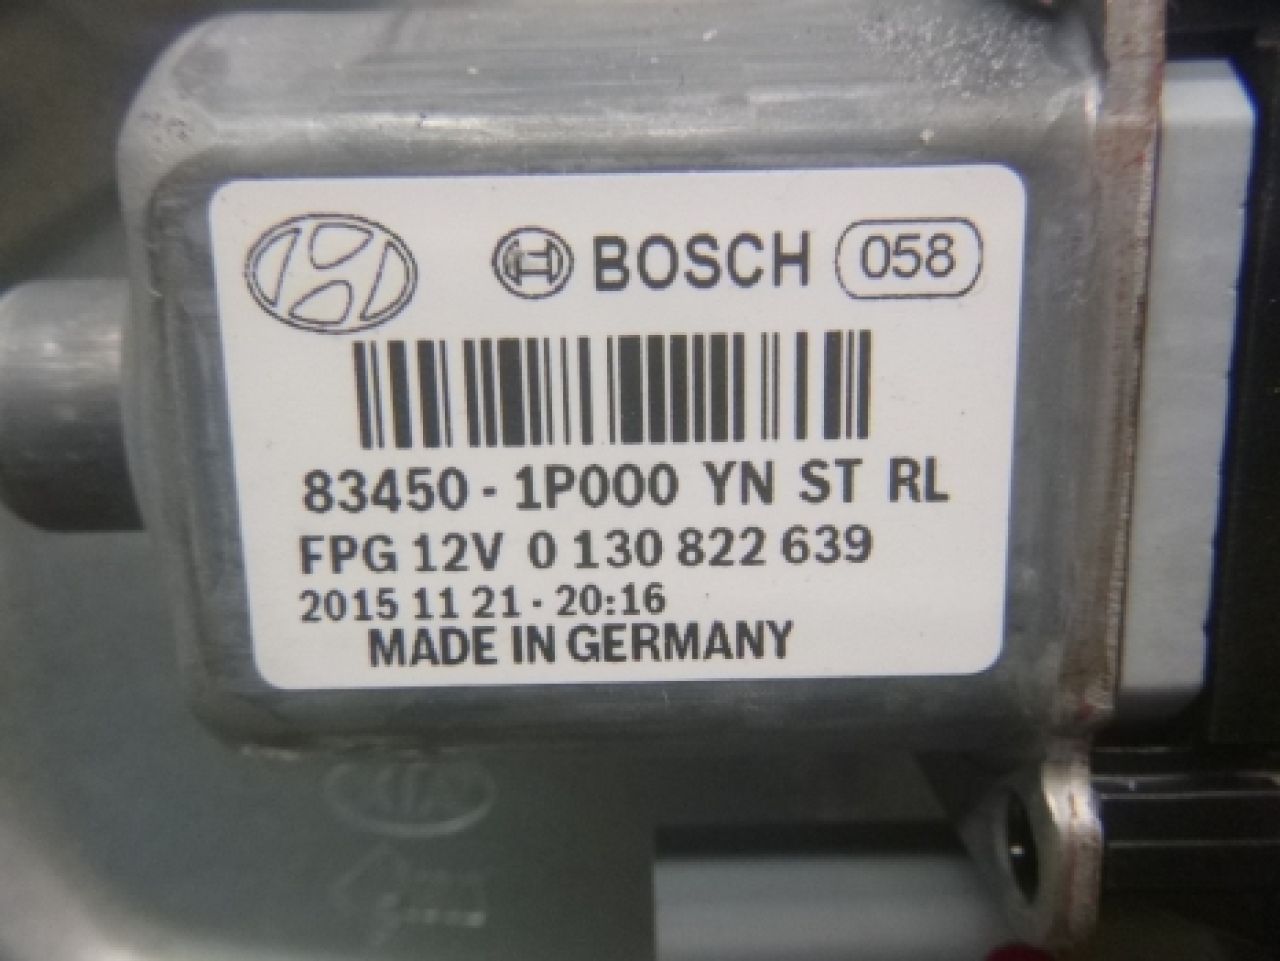 BOSCH 058
83450 - 1P000 YN ST RL
FPG 12V 0 130 822 639
2015 11 21 - 20:16
MADE IN GERMANY